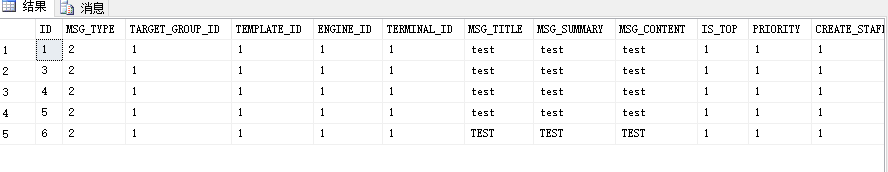 结果 消息
ID MSG_TYPE TARGET_GROUP_ID TEMPLATE_ID ENGINE_ID TERMINAL_ID MSG_TITLE MSG_SUMMARY MSG_CONTENT IS_TOP PRIORITY CREATE_STAFF
1 1 2 1 1 1 1 test test test 1 1 1
2 3 2 1 1 1 1 test test test 1 1 1
3 4 2 1 1 1 1 test test test 1 1 1
4 5 2 1 1 1 1 test test test 1 1 1
5 6 2 1 1 1 1 TEST TEST TEST 1 1 1